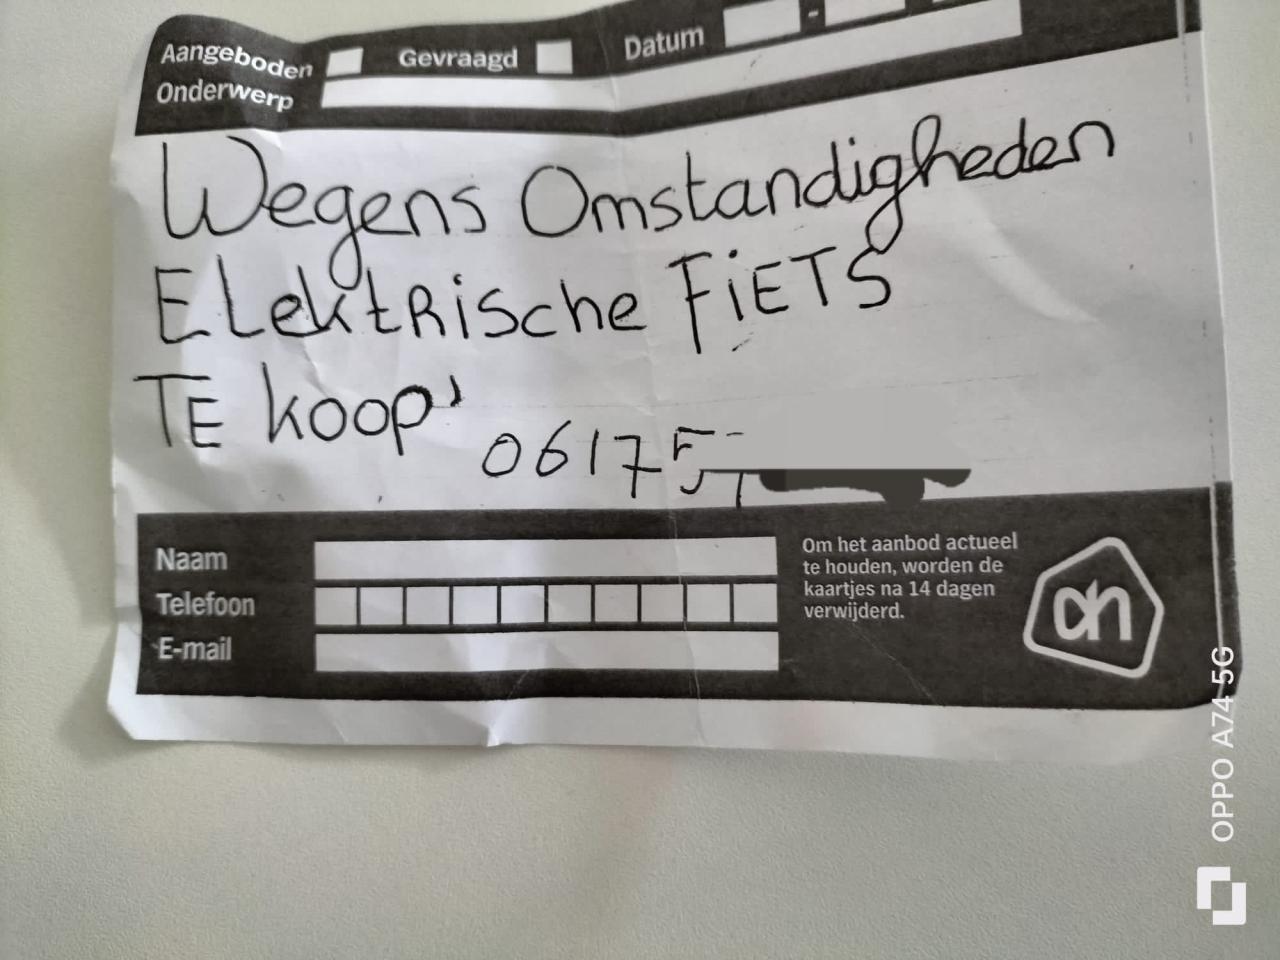 Aangeboden Gevraagd Datum -
Onderwerp
Wegens Omstandigheden
Elektrische FiETS
TE koop'
06175
Naam
Telefoon
E-mail
Om het aanbod actueel
te houden, worden de
kaartjes na 14 dagen
verwijderd.
ah
OPPO A74 5G